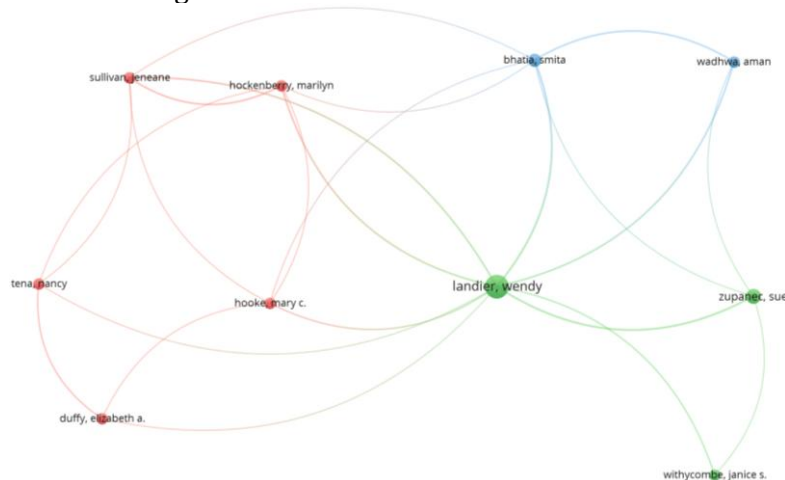 bhatia, smita
wadhwa, aman
sullivan, jeneane
hockenberry, marilyn
tena, nancy
landier, wendy
zupanec, sue
hooke, mary c.
duffy, elizabeth a.
withycombe, janice s.